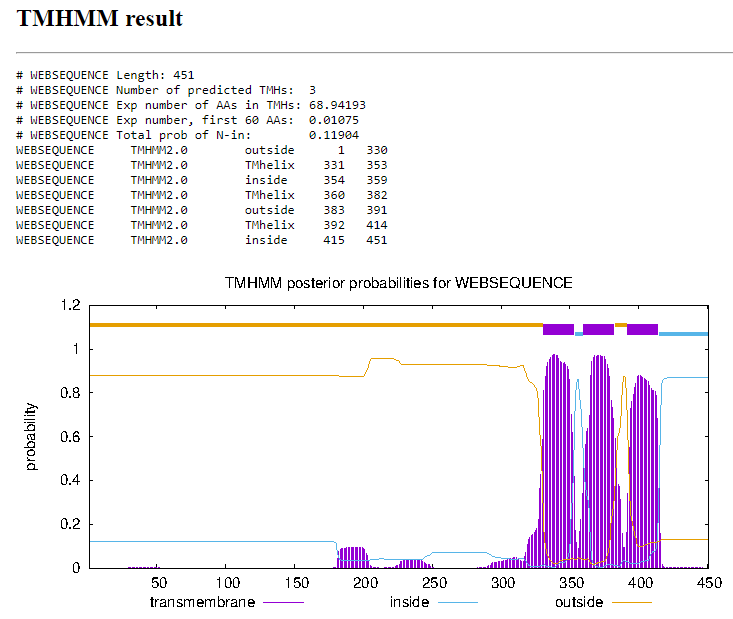 TMHMM result
# WEBSEQUENCE Length: 451
# WEBSEQUENCE Number of predicted TMHs:  3
# WEBSEQUENCE Exp number of AAs in TMHs: 68.94193
# WEBSEQUENCE Exp number, first 60 AAs:  0.01075
# WEBSEQUENCE Total prob of N-in:        0.11904
WEBSEQUENCE     TMHMM2.0        outside      1   330
WEBSEQUENCE     TMHMM2.0        TMhelix    331   353
WEBSEQUENCE     TMHMM2.0        inside     354   359
WEBSEQUENCE     TMHMM2.0        TMhelix    360   382
WEBSEQUENCE     TMHMM2.0        outside    383   391
WEBSEQUENCE     TMHMM2.0        TMhelix    392   414
WEBSEQUENCE     TMHMM2.0        inside     415   451
TMHMM posterior probabilities for WEBSEQUENCE
1.2
1
0.8
0.6
0.4
0.2
0
probability
50 100 150 200 250 300 350 400 450
transmembrane inside outside